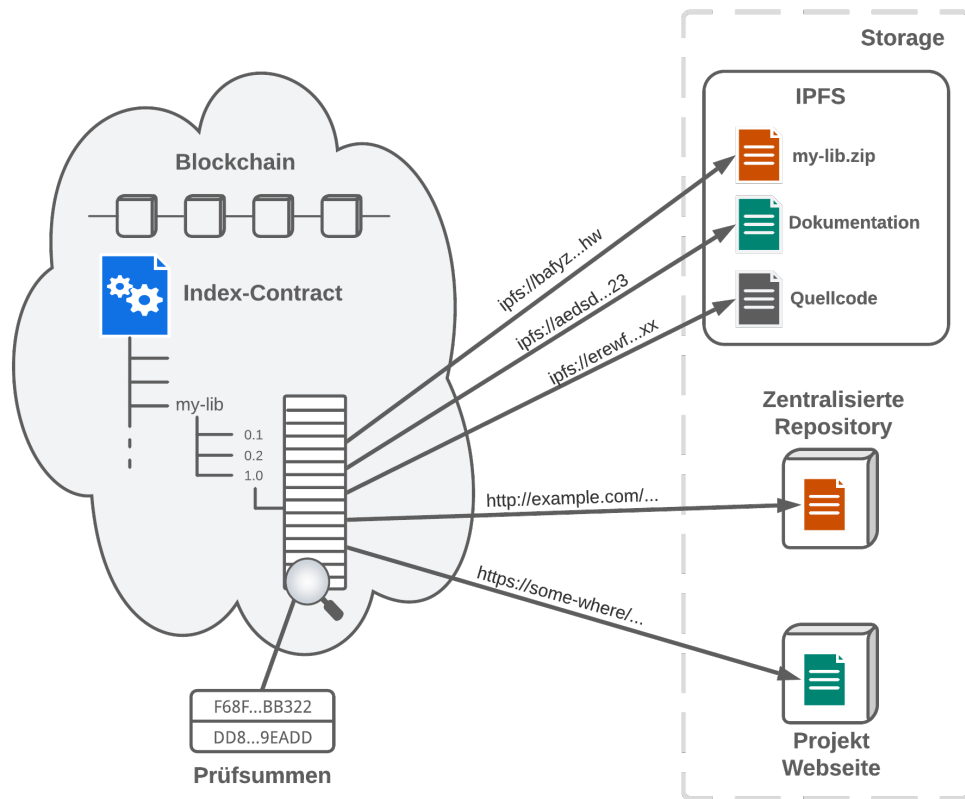 Storage
IPFS
my-lib.zip
Dokumentation
Quellcode
Blockchain
Index-Contract
my-lib
0.1
0.2
1.0
ipfs://bafyz...hw
ipfs://aedsd...23
ipfs://erewf...xx
http://example.com/...
https://some-where/...
Zentralisierte
Repository
Projekt
Webseite
F68F...BB322
DD8...9EADD
Prüfsummen